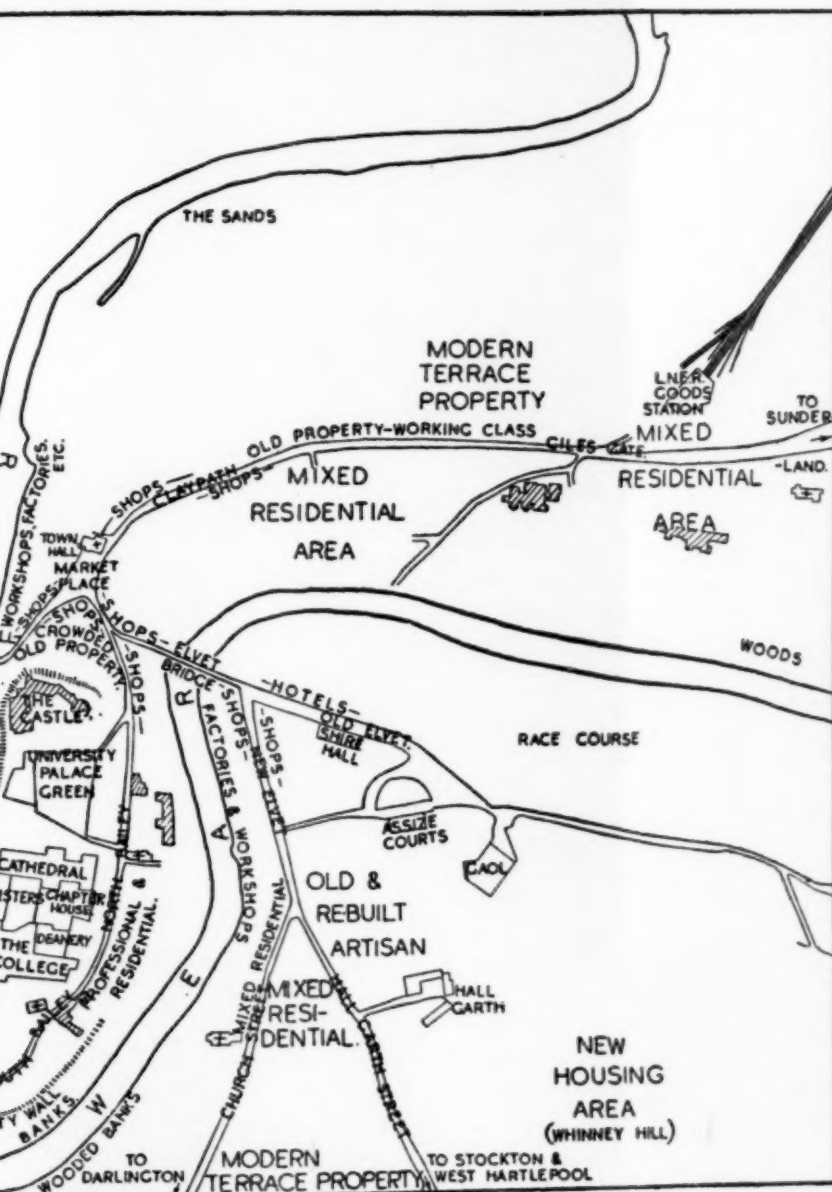 THE SANDS
MODERN
TERRACE
PROPERTY
L.N.E.R.
GOODS
STATION
TO
SUNDER-
-LAND.
OLD PROPERTY-WORKING CLASS
GILES GATE
MIXED
RESIDENTIAL
AREA
-SHOPS-
CLAYPATH
-SHOPS-
MIXED
RESIDENTIAL
AREA
R
WORKSHOPS, FACTORIES.
ETC.
TOWN
HALL
MARKET
PLACE
-SHOPS-
-SHOPS-
CROWDED
OLD PROPERTY.
-SHOPS-
-SHOPS-
ELVET
BRIDGE
THE
CASTLE
UNIVERSITY
PALACE
GREEN
R
-SHOPS-
FACTORIES & WORKSHOPS
-SHOPS-
NEW ELVET
-HOTELS-
OLD ELVET.
SHIRE
HALL
WOODS
RACE COURSE
ASSIZE
COURTS
GAOL
A
NORTH BAILEY
PROFESSIONAL &
RESIDENTIAL.
CATHEDRAL
ISTERS
CHAPTER
HOUSE
DEANERY
THE
COLLEGE
OLD &
REBUILT
ARTISAN
E
MIXED RESIDENTIAL
CHURCH STREET
MIXED
RESI-
DENTIAL.
HALL GARTH STREET
HALL
GARTH
OUTH BAILEY
TY WALL
BANKS
W
WOODED BANKS
NEW
HOUSING
AREA
(WHINNEY HILL)
TO
DARLINGTON
MODERN
TERRACE PROPERTY
TO STOCKTON &
WEST HARTLEPOOL